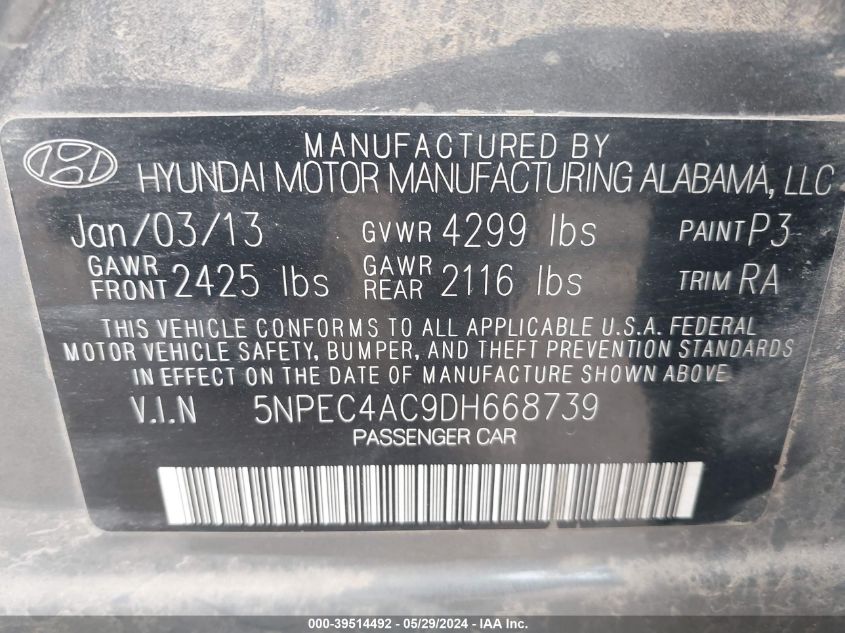 MANUFACTURED BY
HYUNDAI MOTOR MANUFACTURING ALABAMA, LLC
Jan/03/13 GVWR 4299 lbs PAINT P3
GAWR FRONT 2425 lbs GAWR REAR 2116 lbs TRIM RA
THIS VEHICLE CONFORMS TO ALL APPLICABLE U.S.A. FEDERAL
MOTOR VEHICLE SAFETY, BUMPER, AND THEFT PREVENTION STANDARDS
IN EFFECT ON THE DATE OF MANUFACTURE SHOWN ABOVE.
V.I.N 5NPEC4AC9DH668739
PASSENGER CAR
000-39514492 - 05/29/2024 - IAA Inc.